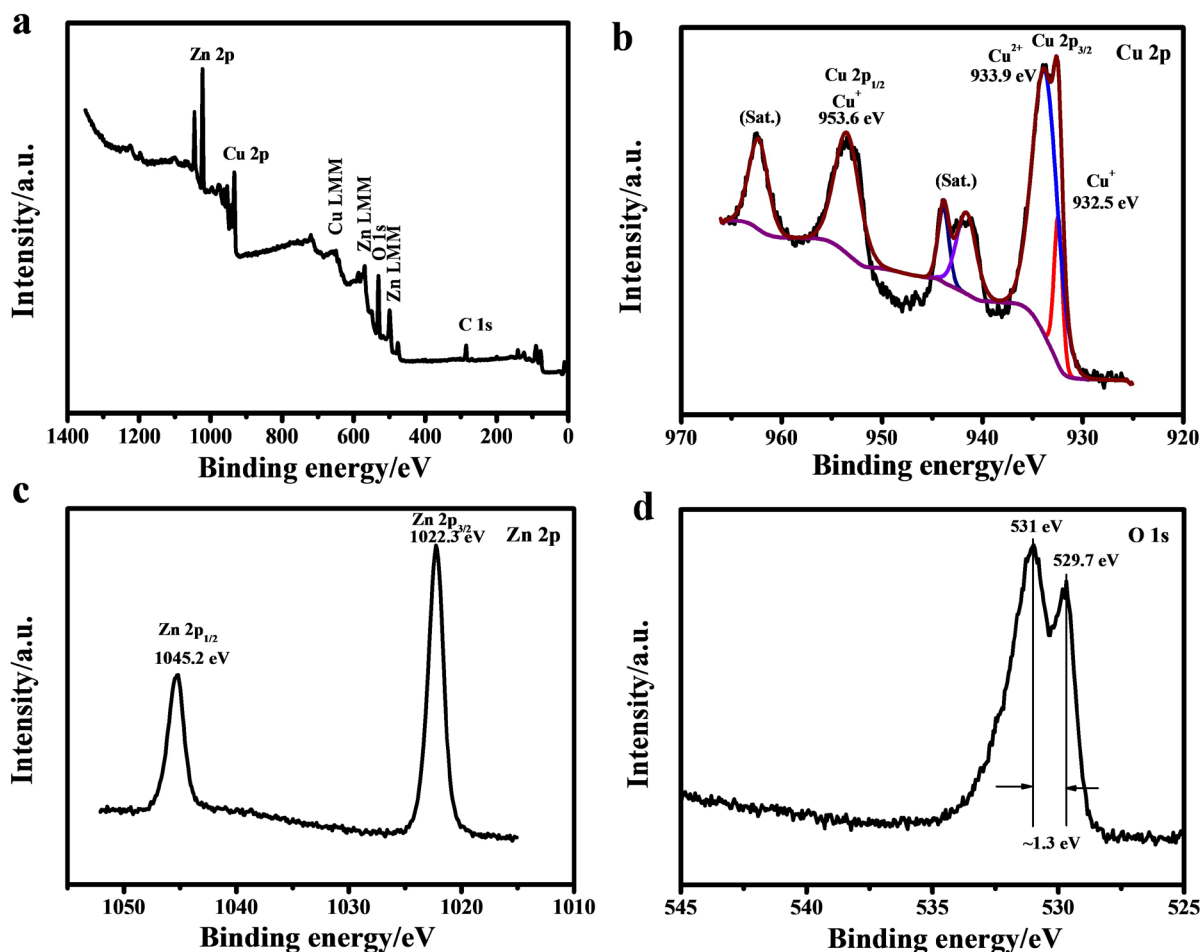 a
Zn 2p
Cu 2p
Cu LMM
Zn LMM
O 1s
Zn LMM
C 1s
Intensity/a.u.
1400 1200 1000 800 600 400 200 0
Binding energy/eV
b
Cu 2p
Cu²⁺
933.9 eV
Cu 2p₃/₂
Cu 2p₁/₂
Cu⁺
953.6 eV
(Sat.)
(Sat.)
Cu⁺
932.5 eV
Intensity/a.u.
970 960 950 940 930 920
Binding energy/eV
c
Zn 2p
Zn 2p₃/₂
1022.3 eV
Zn 2p₁/₂
1045.2 eV
Intensity/a.u.
1050 1040 1030 1020 1010
Binding energy/eV
d
O 1s
531 eV
529.7 eV
~1.3 eV
Intensity/a.u.
545 540 535 530 525
Binding energy/eV